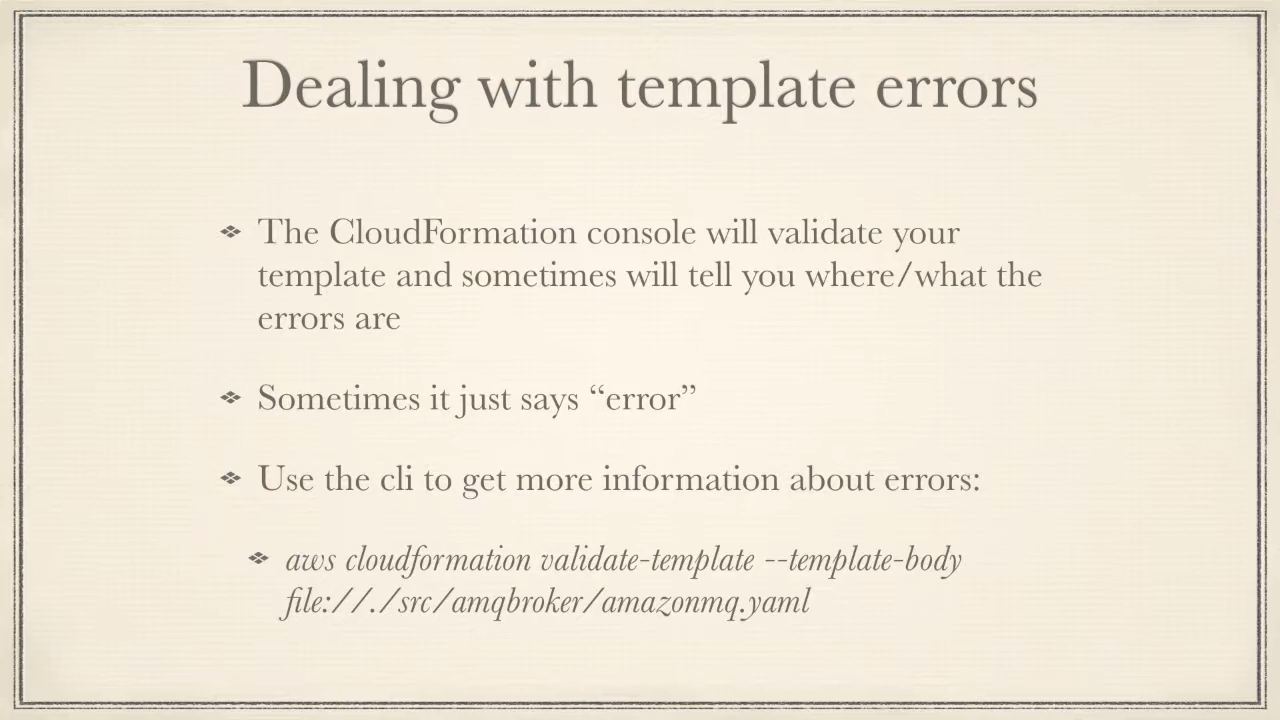 Dealing with template errors
The CloudFormation console will validate your
template and sometimes will tell you where/what the
errors are
Sometimes it just says “error”
Use the cli to get more information about errors:
aws cloudformation validate-template --template-body
file://./src/amqbroker/amazonmq.yaml